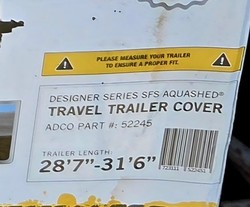 PLEASE MEASURE YOUR TRAILER
TO ENSURE A PROPER FIT.
DESIGNER SERIES SFS AQUASHED®
TRAVEL TRAILER COVER
ADCO PART #: 52245
TRAILER LENGTH:
28'7"-31'6"